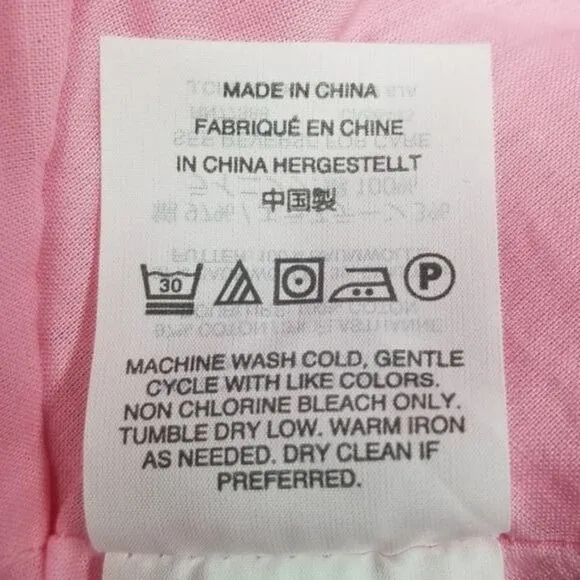 MADE IN CHINA
FABRIQUÉ EN CHINE
IN CHINA HERGESTELLT
中国製
30 P
MACHINE WASH COLD, GENTLE
CYCLE WITH LIKE COLORS.
NON CHLORINE BLEACH ONLY.
TUMBLE DRY LOW. WARM IRON
AS NEEDED. DRY CLEAN IF
PREFERRED.